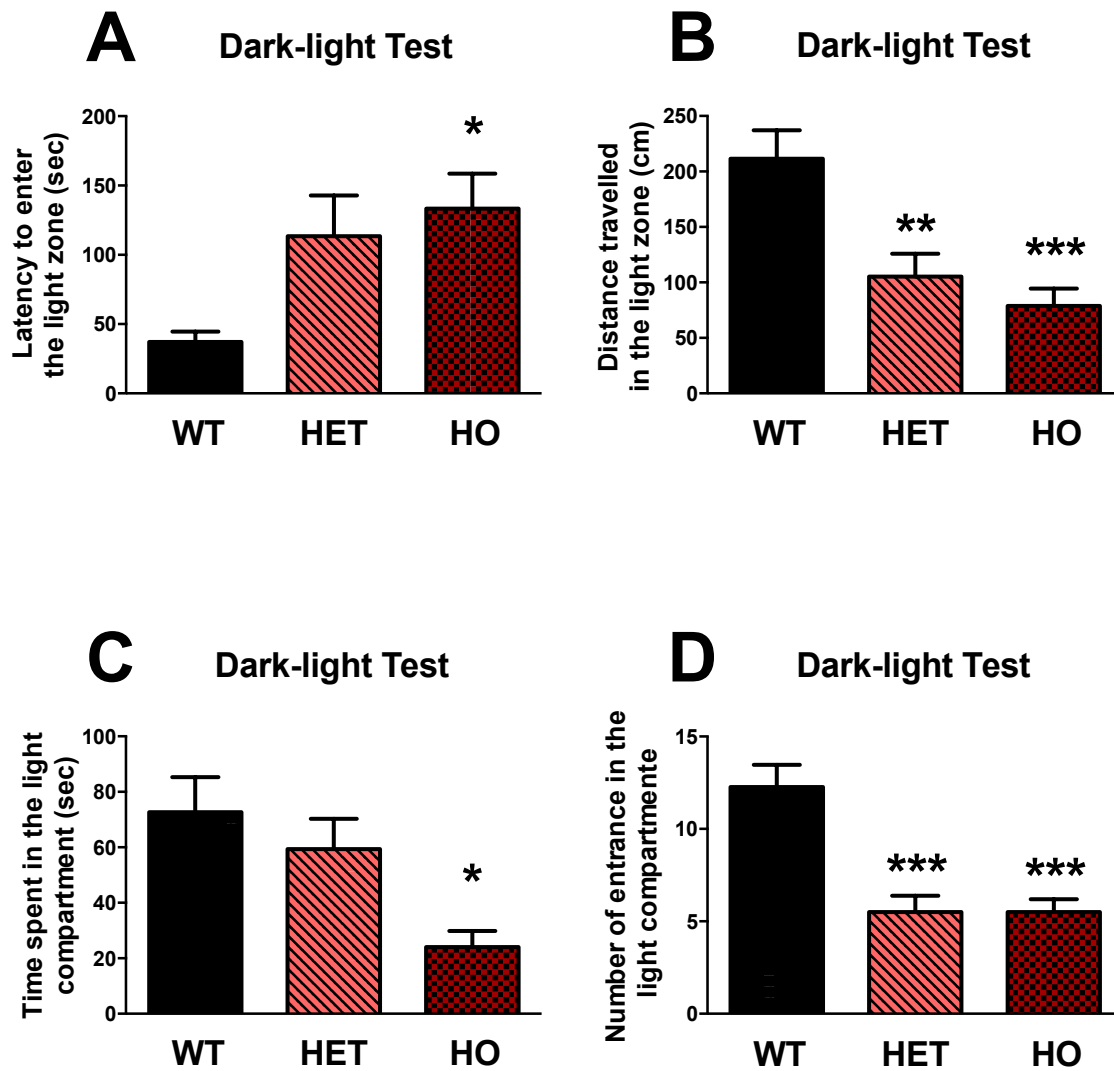 A
Dark-light Test
Latency to enter
the light zone (sec)
200
150
100
50
0
*
WT
HET
HO
B
Dark-light Test
Distance travelled
in the light zone (cm)
250
200
150
100
50
0
**
***
WT
HET
HO
C
Dark-light Test
Time spent in the light
compartment (sec)
100
80
60
40
20
0
*
WT
HET
HO
D
Dark-light Test
Number of entrance in the
light compartmente
15
10
5
0
***
***
WT
HET
HO